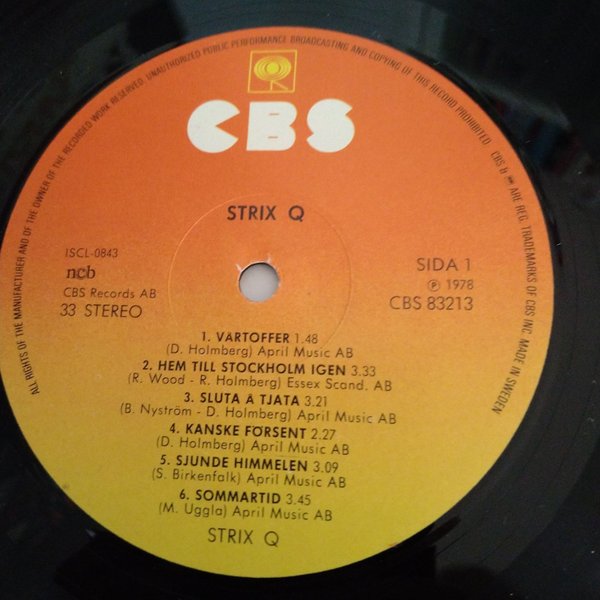 ALL RIGHTS OF THE MANUFACTURER AND OF THE OWNER OF THE RECORDED WORK RESERVED. UNAUTHORIZED PUBLIC PERFORMANCE BROADCASTING AND COPYING OF THIS RECORD PROHIBITED CBS & ARE REG. TRADEMARKS OF CBS INC. MADE IN SWEDEN
CBS
STRIX Q
ISCL-0843
ncb
CBS Records AB
33 STEREO
SIDA 1
℗ 1978
CBS 83213
1. VÅRTOFFER 1.48
(D. Holmberg) April Music AB
2. HEM TILL STOCKHOLM IGEN 3.33
(R. Wood - R. Holmberg) Essex Scand. AB
3. SLUTA Å TJATA 3.21
(B. Nyström - D. Holmberg) April Music AB
4. KANSKE FÖRSENT 2.27
(D. Holmberg) April Music AB
5. SJUNDE HIMMELEN 3.09
(S. Birkenfalk) April Music AB
6. SOMMARTID 3.45
(M. Uggla) April Music AB
STRIX Q